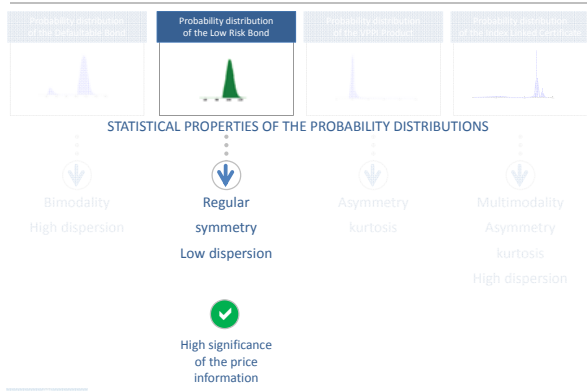 Probability distribution
of the Defaultable Bond
Probability distribution
of the Low Risk Bond
Probability distribution
of the VPPI Product
Probability distribution
of the Index Linked Certificate
STATISTICAL PROPERTIES OF THE PROBABILITY DISTRIBUTIONS
Bimodality
High dispersion
Regular
symmetry
Low dispersion
Asymmetry
kurtosis
Multimodality
Asymmetry
kurtosis
High dispersion
High significance
of the price
information